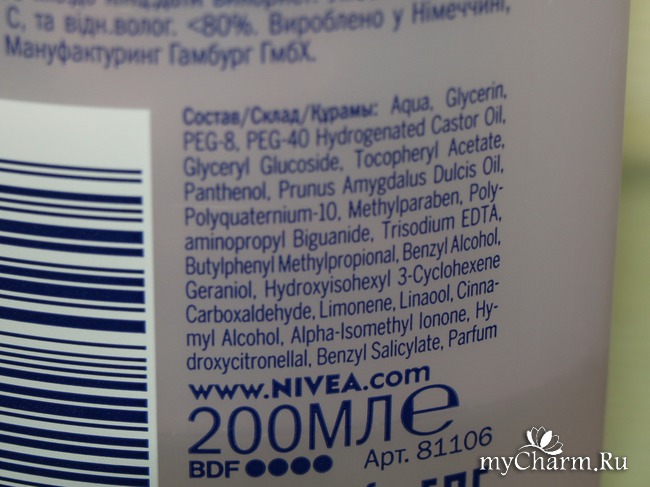 С, та відн.волог. <80%. Вироблено у Німеччині,
Мануфактуринг Гамбург ГмбХ.
Состав/Склад/Құрамы: Aqua, Glycerin,
PEG-8, PEG-40 Hydrogenated Castor Oil,
Glyceryl Glucoside, Tocopheryl Acetate,
Panthenol, Prunus Amygdalus Dulcis Oil,
Polyquaternium-10, Methylparaben, Poly-
aminopropyl Biguanide, Trisodium EDTA,
Butylphenyl Methylpropional, Benzyl Alcohol,
Geraniol, Hydroxyisohexyl 3-Cyclohexene
Carboxaldehyde, Limonene, Linaool, Cinna-
myl Alcohol, Alpha-Isomethyl Ionone, Hy-
droxycitronellal, Benzyl Salicylate, Parfum
www.NIVEA.com
200МЛe
BDF●●●● Арт. 81106
myCharm.Ru